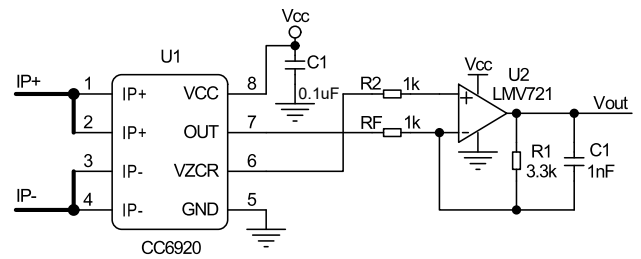 Vcc
U1
C1
0.1uF
IP+
1 IP+ VCC 8
2 IP+ OUT 7
3 IP- VZCR 6
IP-
4 IP- GND 5
CC6920
R2 1k
RF 1k
Vcc
U2
LMV721
+
-
Vout
R1
3.3k
C1
1nF